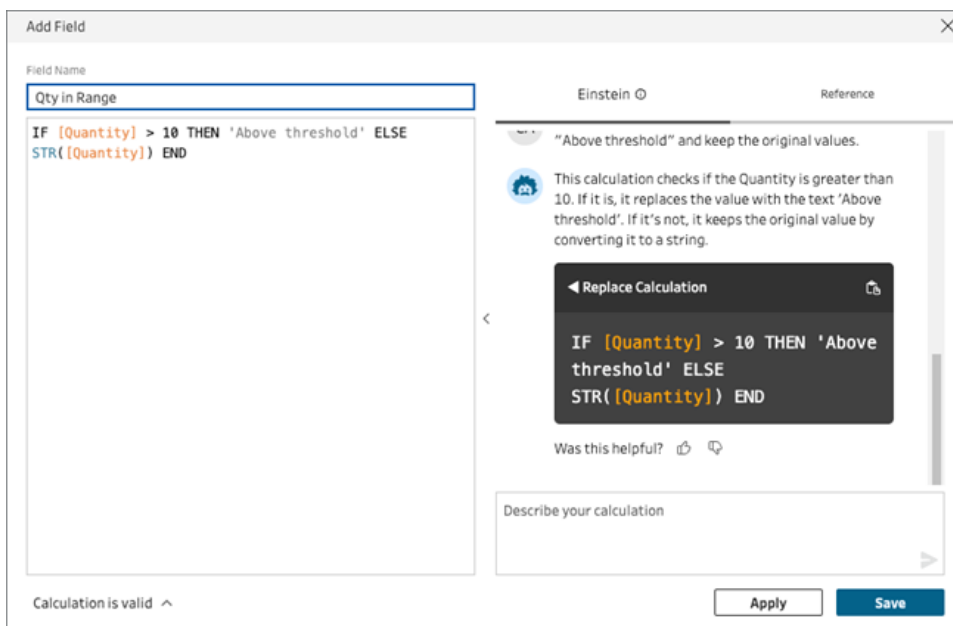 Add Field
Field Name
Qty in Range
IF [Quantity] > 10 THEN 'Above threshold' ELSE
STR([Quantity]) END
Einstein
Reference
"Above threshold" and keep the original values.
This calculation checks if the Quantity is greater than
10. If it is, it replaces the value with the text 'Above
threshold'. If it's not, it keeps the original value by
converting it to a string.
Replace Calculation
IF [Quantity] > 10 THEN 'Above
threshold' ELSE
STR([Quantity]) END
Was this helpful?
Describe your calculation
Calculation is valid
Apply
Save